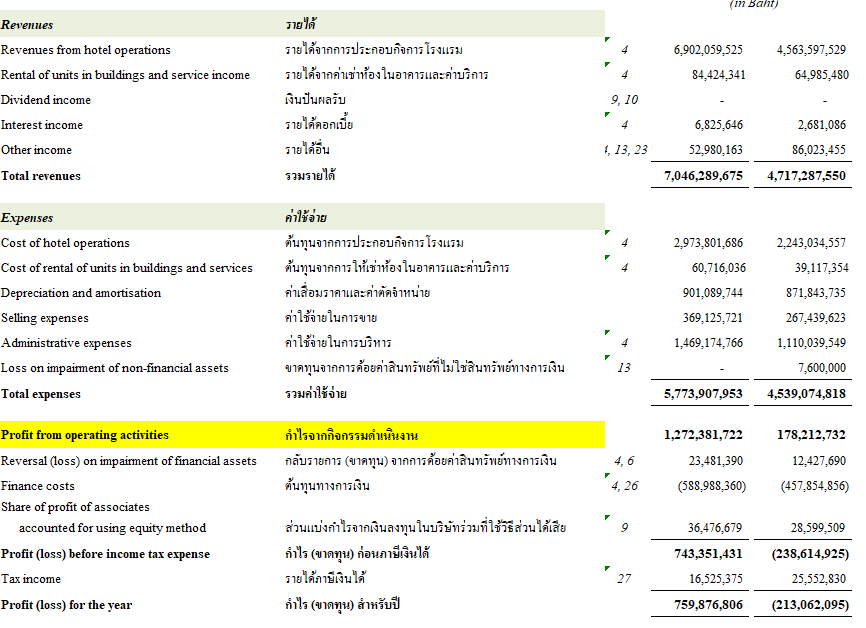 (in Baht)
Revenues รายได้
Revenues from hotel operations รายได้จากการประกอบกิจการโรงแรม 4 6,902,059,525 4,563,597,529
Rental of units in buildings and service income รายได้จากค่าเช่าห้องในอาคารและค่าบริการ 4 84,424,341 64,985,480
Dividend income เงินปันผลรับ 9, 10 - -
Interest income รายได้ดอกเบี้ย 4 6,825,646 2,681,086
Other income รายได้อื่น 4, 13, 23 52,980,163 86,023,455
Total revenues รวมรายได้ 7,046,289,675 4,717,287,550
Expenses ค่าใช้จ่าย
Cost of hotel operations ต้นทุนจากการประกอบกิจการโรงแรม 4 2,973,801,686 2,243,034,557
Cost of rental of units in buildings and services ต้นทุนจากการให้เช่าห้องในอาคารและค่าบริการ 4 60,716,036 39,117,354
Depreciation and amortisation ค่าเสื่อมราคาและค่าตัดจำหน่าย 901,089,744 871,843,735
Selling expenses ค่าใช้จ่ายในการขาย 369,125,721 267,439,623
Administrative expenses ค่าใช้จ่ายในการบริหาร 4 1,469,174,766 1,110,039,549
Loss on impairment of non-financial assets ขาดทุนจากการด้อยค่าสินทรัพย์ที่ไม่ใช่สินทรัพย์ทางการเงิน 13 - 7,600,000
Total expenses รวมค่าใช้จ่าย 5,773,907,953 4,539,074,818
Profit from operating activities กำไรจากกิจกรรมดำเนินงาน 1,272,381,722 178,212,732
Reversal (loss) on impairment of financial assets กลับรายการ (ขาดทุน) จากการด้อยค่าสินทรัพย์ทางการเงิน 4, 6 23,481,390 12,427,690
Finance costs ต้นทุนทางการเงิน 4, 26 (588,988,360) (457,854,856)
Share of profit of associates
accounted for using equity method ส่วนแบ่งกำไรจากเงินลงทุนในบริษัทร่วมที่ใช้วิธีส่วนได้เสีย 9 36,476,679 28,599,509
Profit (loss) before income tax expense กำไร (ขาดทุน) ก่อนภาษีเงินได้ 743,351,431 (238,614,925)
Tax income รายได้ภาษีเงินได้ 27 16,525,375 25,552,830
Profit (loss) for the year กำไร (ขาดทุน) สำหรับปี 759,876,806 (213,062,095)